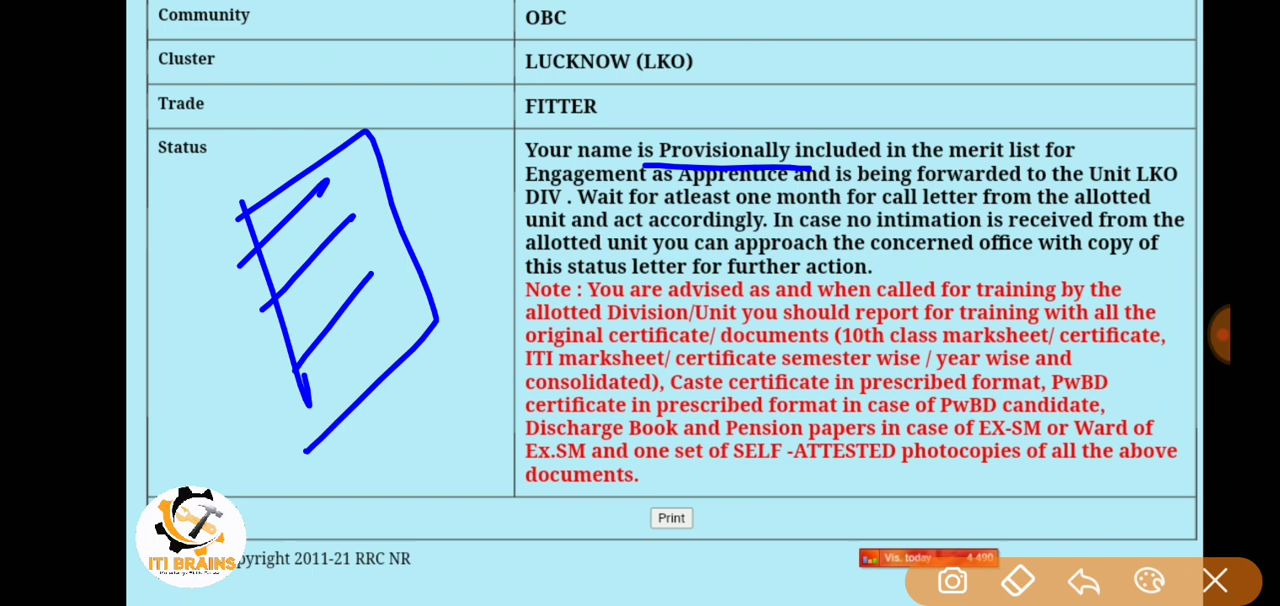 Community OBC
Cluster LUCKNOW (LKO)
Trade FITTER
Status Your name is Provisionally included in the merit list for
Engagement as Apprentice and is being forwarded to the Unit LKO
DIV . Wait for atleast one month for call letter from the allotted
unit and act accordingly. In case no intimation is received from the
allotted unit you can approach the concerned office with copy of
this status letter for further action.
Note : You are advised as and when called for training by the
allotted Division/Unit you should report for training with all the
original certificate/ documents (10th class marksheet/ certificate,
ITI marksheet/ certificate semester wise / year wise and
consolidated), Caste certificate in prescribed format, PwBD
certificate in prescribed format in case of PwBD candidate,
Discharge Book and Pension papers in case of EX-SM or Ward of
Ex.SM and one set of SELF -ATTESTED photocopies of all the above
documents.
Print
ITI BRAINS
pyright 2011-21 RRC NR
Vis. today 4 490